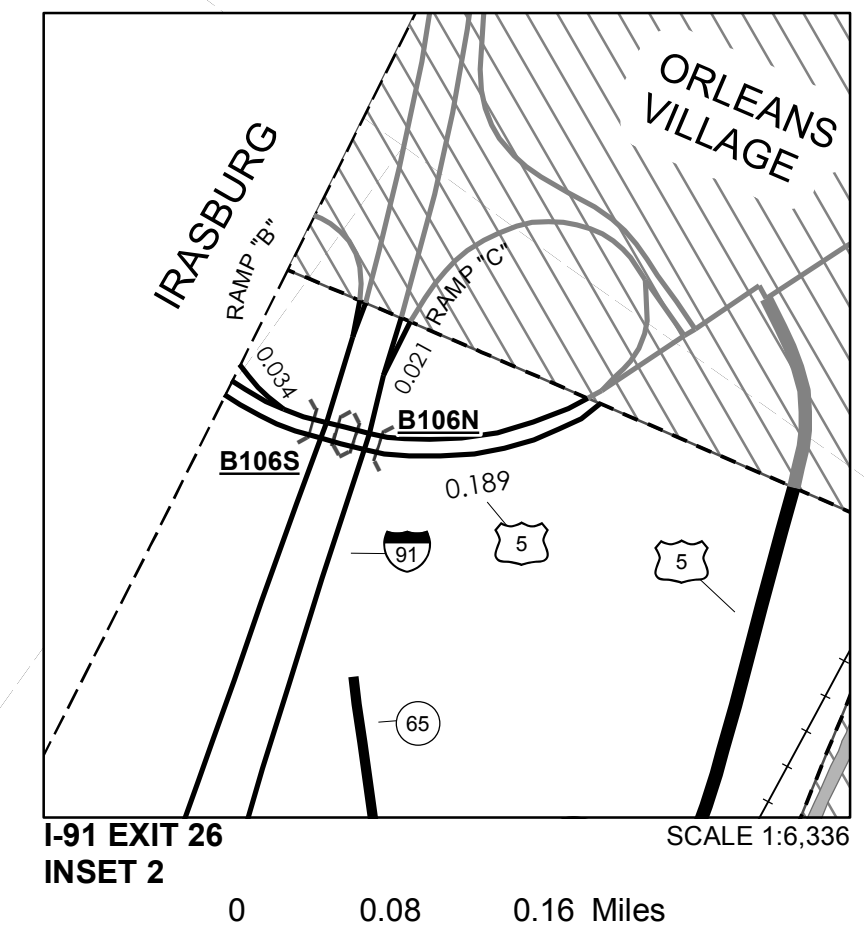 ORLEANS
VILLAGE
IRASBURG
RAMP "B"
RAMP "C"
0.034
0.021
B106N
B106S
0.189
91
5
5
65
I-91 EXIT 26
SCALE 1:6,336
INSET 2
0 0.08 0.16 Miles